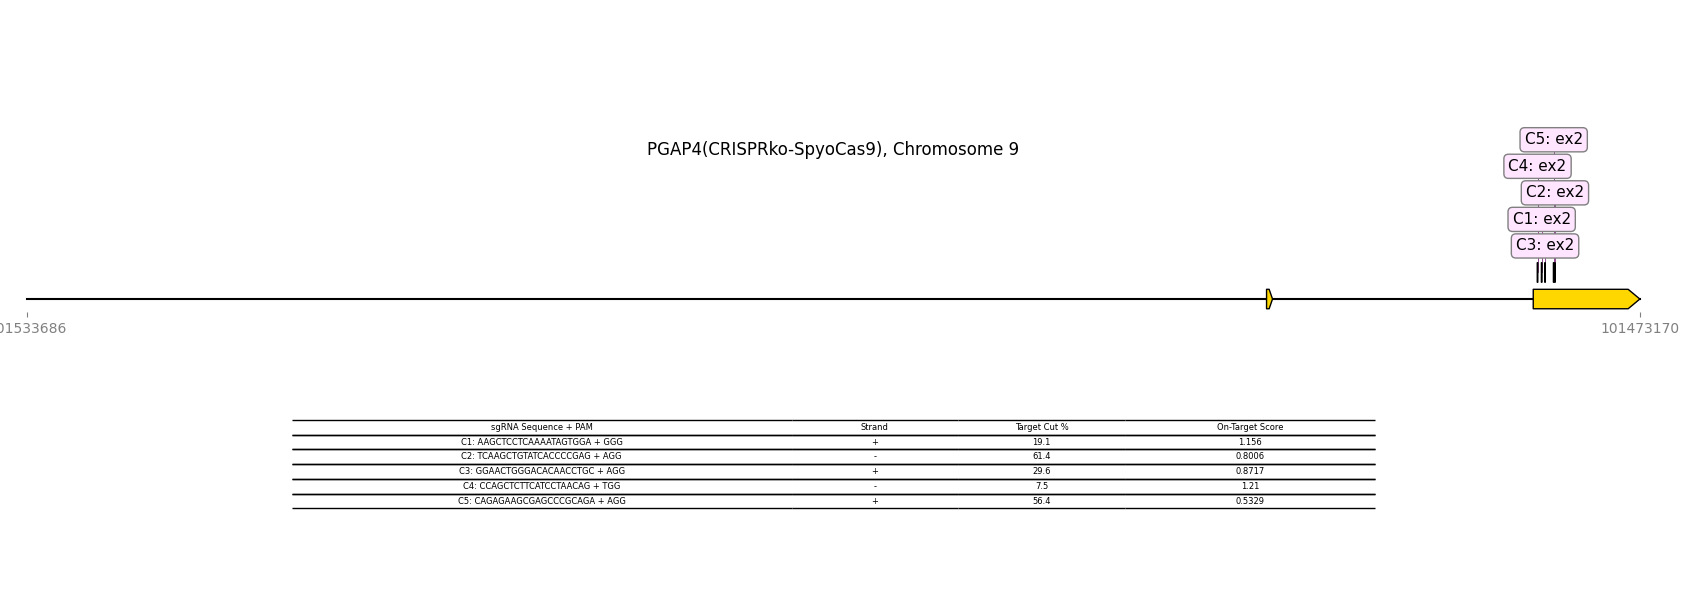 PGAP4(CRISPRko-SpyoCas9), Chromosome 9
C5: ex2
C4: ex2
C2: ex2
C1: ex2
C3: ex2
01533686 101473170
sgRNA Sequence + PAM Strand Target Cut % On-Target Score
C1: AAGCTCCTCAAAATAGTGGA + GGG + 19.1 1.156
C2: TCAAGCTGTATCACCCCGAG + AGG - 61.4 0.8006
C3: GGAACTGGGACACAACCTGC + AGG + 29.6 0.8717
C4: CCAGCTCTTCATCCTAACAG + TGG - 7.5 1.21
C5: CAGAGAAGCGAGCCCGCAGA + AGG + 56.4 0.5329